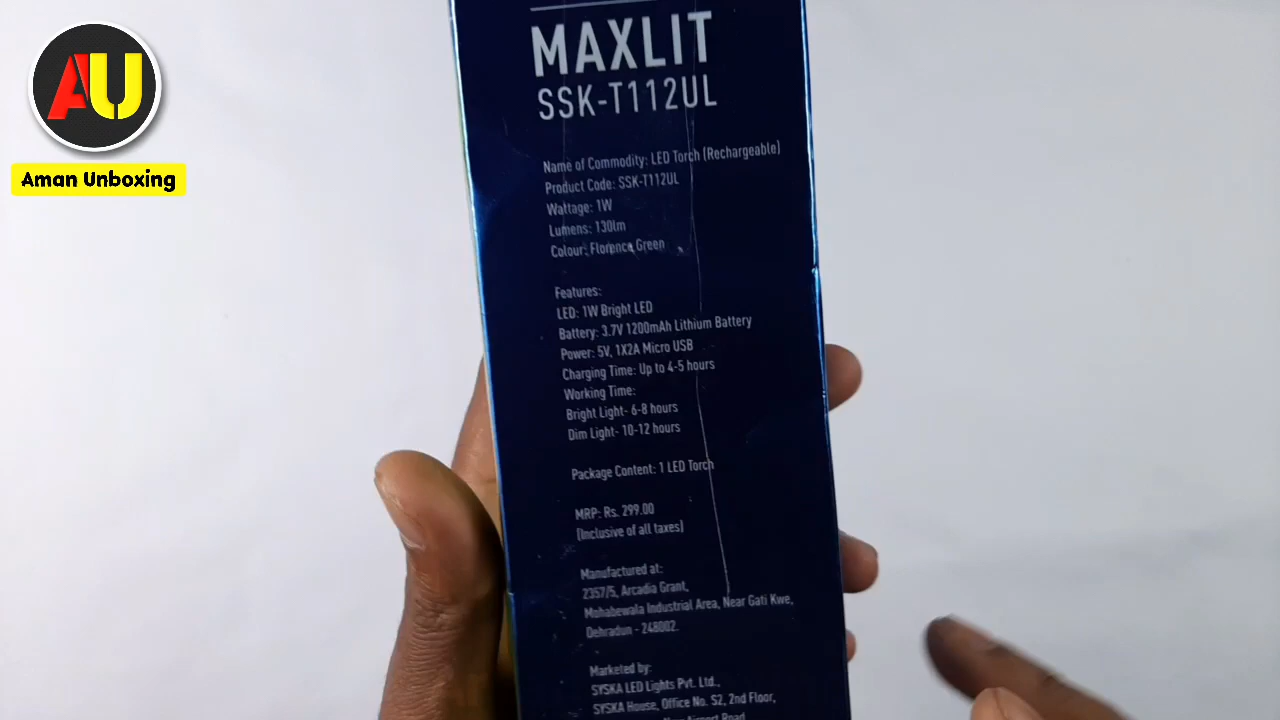 AU
Aman Unboxing
MAXLIT
SSK-T112UL
Name of Commodity: LED Torch (Rechargeable)
Product Code: SSK-T112UL
Wattage: 1W
Lumens: 130lm
Colour: Florence Green
Features:
LED: 1W Bright LED
Battery: 3.7V 1200mAh Lithium Battery
Power: 5V, 1X2A Micro USB
Charging Time: Up to 4-5 hours
Working Time:
Bright Light- 6-8 hours
Dim Light- 10-12 hours
Package Content: 1 LED Torch
MRP: Rs. 299.00
(Inclusive of all taxes)
Manufactured at:
2357/5, Arcadia Grant,
Mohabewala Industrial Area, Near Gati Kwe,
Dehradun - 248002.
Marketed by:
SYSKA LED Lights Pvt. Ltd.,
SYSKA House, Office No. S2, 2nd Floor,
New Airport Road